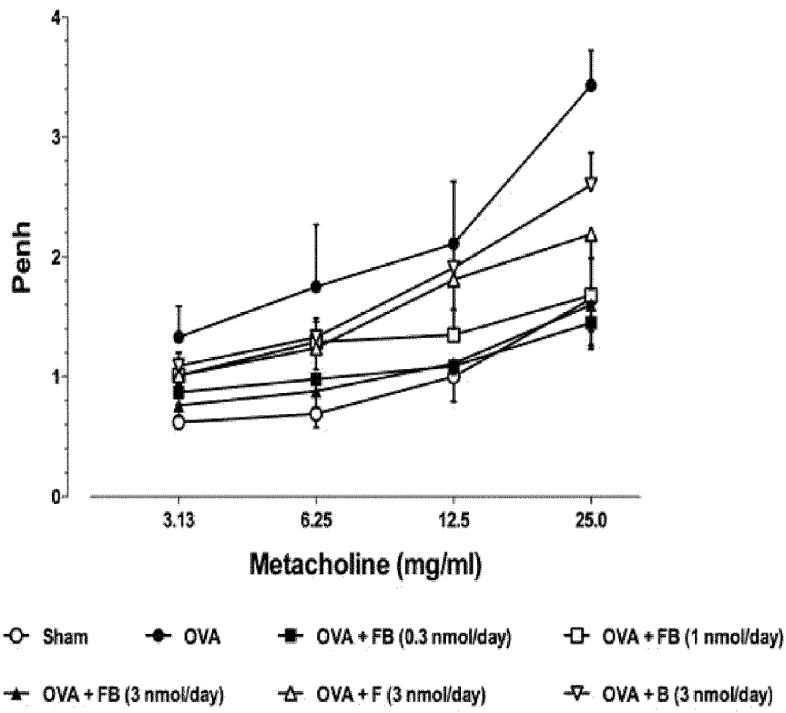 4
3
2
1
0
Penh
3.13 6.25 12.5 25.0
Metacholine (mg/ml)
Sham OVA OVA + FB (0.3 nmol/day) OVA + FB (1 nmol/day)
OVA + FB (3 nmol/day) OVA + F (3 nmol/day) OVA + B (3 nmol/day)